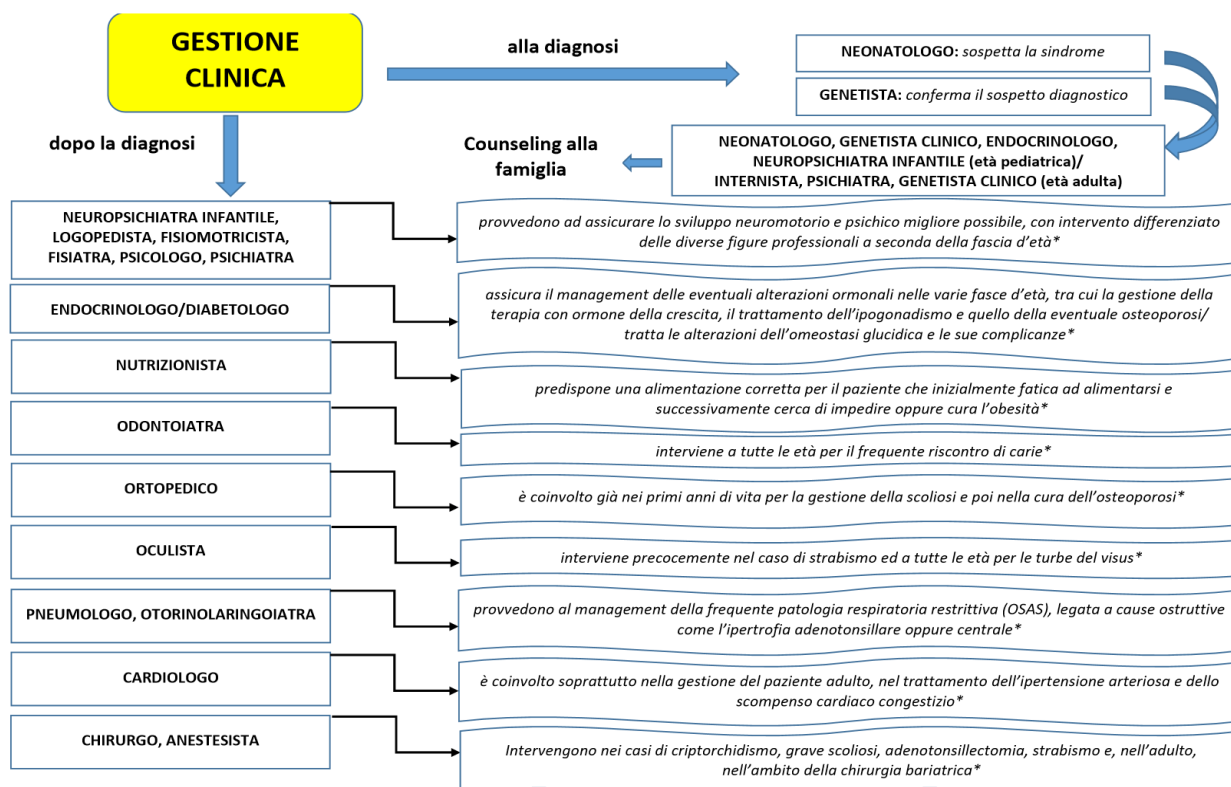 GESTIONE
CLINICA
alla diagnosi
NEONATOLOGO: sospetta la sindrome
GENETISTA: conferma il sospetto diagnostico
dopo la diagnosi
Counseling alla
famiglia
NEONATOLOGO, GENETISTA CLINICO, ENDOCRINOLOGO,
NEUROPSICHIATRA INFANTILE (età pediatrica)/
INTERNISTA, PSICHIATRA, GENETISTA CLINICO (età adulta)
NEUROPSICHIATRA INFANTILE,
LOGOPEDISTA, FISIOMOTRICISTA,
FISIATRA, PSICOLOGO, PSICHIATRA
provvedono ad assicurare lo sviluppo neuromotorio e psichico migliore possibile, con intervento differenziato
delle diverse figure professionali a seconda della fascia d'età*
ENDOCRINOLOGO/DIABETOLOGO
assicura il management delle eventuali alterazioni ormonali nelle varie fasce d'età, tra cui la gestione della
terapia con ormone della crescita, il trattamento dell'ipogonadismo e quello della eventuale osteoporosi/
tratta le alterazioni dell'omeostasi glucidica e le sue complicanze*
NUTRIZIONISTA
predispone una alimentazione corretta per il paziente che inizialmente fatica ad alimentarsi e
successivamente cerca di impedire oppure cura l'obesità*
ODONTOIATRA
interviene a tutte le età per il frequente riscontro di carie*
ORTOPEDICO
è coinvolto già nei primi anni di vita per la gestione della scoliosi e poi nella cura dell'osteoporosi*
OCULISTA
interviene precocemente nel caso di strabismo ed a tutte le età per le turbe del visus*
PNEUMOLOGO, OTORINOLARINGOIATRA
provvedono al management della frequente patologia respiratoria restrittiva (OSAS), legata a cause ostruttive
come l'ipertrofia adenotonsillare oppure centrale*
CARDIOLOGO
è coinvolto soprattutto nella gestione del paziente adulto, nel trattamento dell'ipertensione arteriosa e dello
scompenso cardiaco congestizio*
CHIRURGO, ANESTESISTA
Intervengono nei casi di criptorchidismo, grave scoliosi, adenotonsillectomia, strabismo e, nell'adulto,
nell'ambito della chirurgia bariatrica*